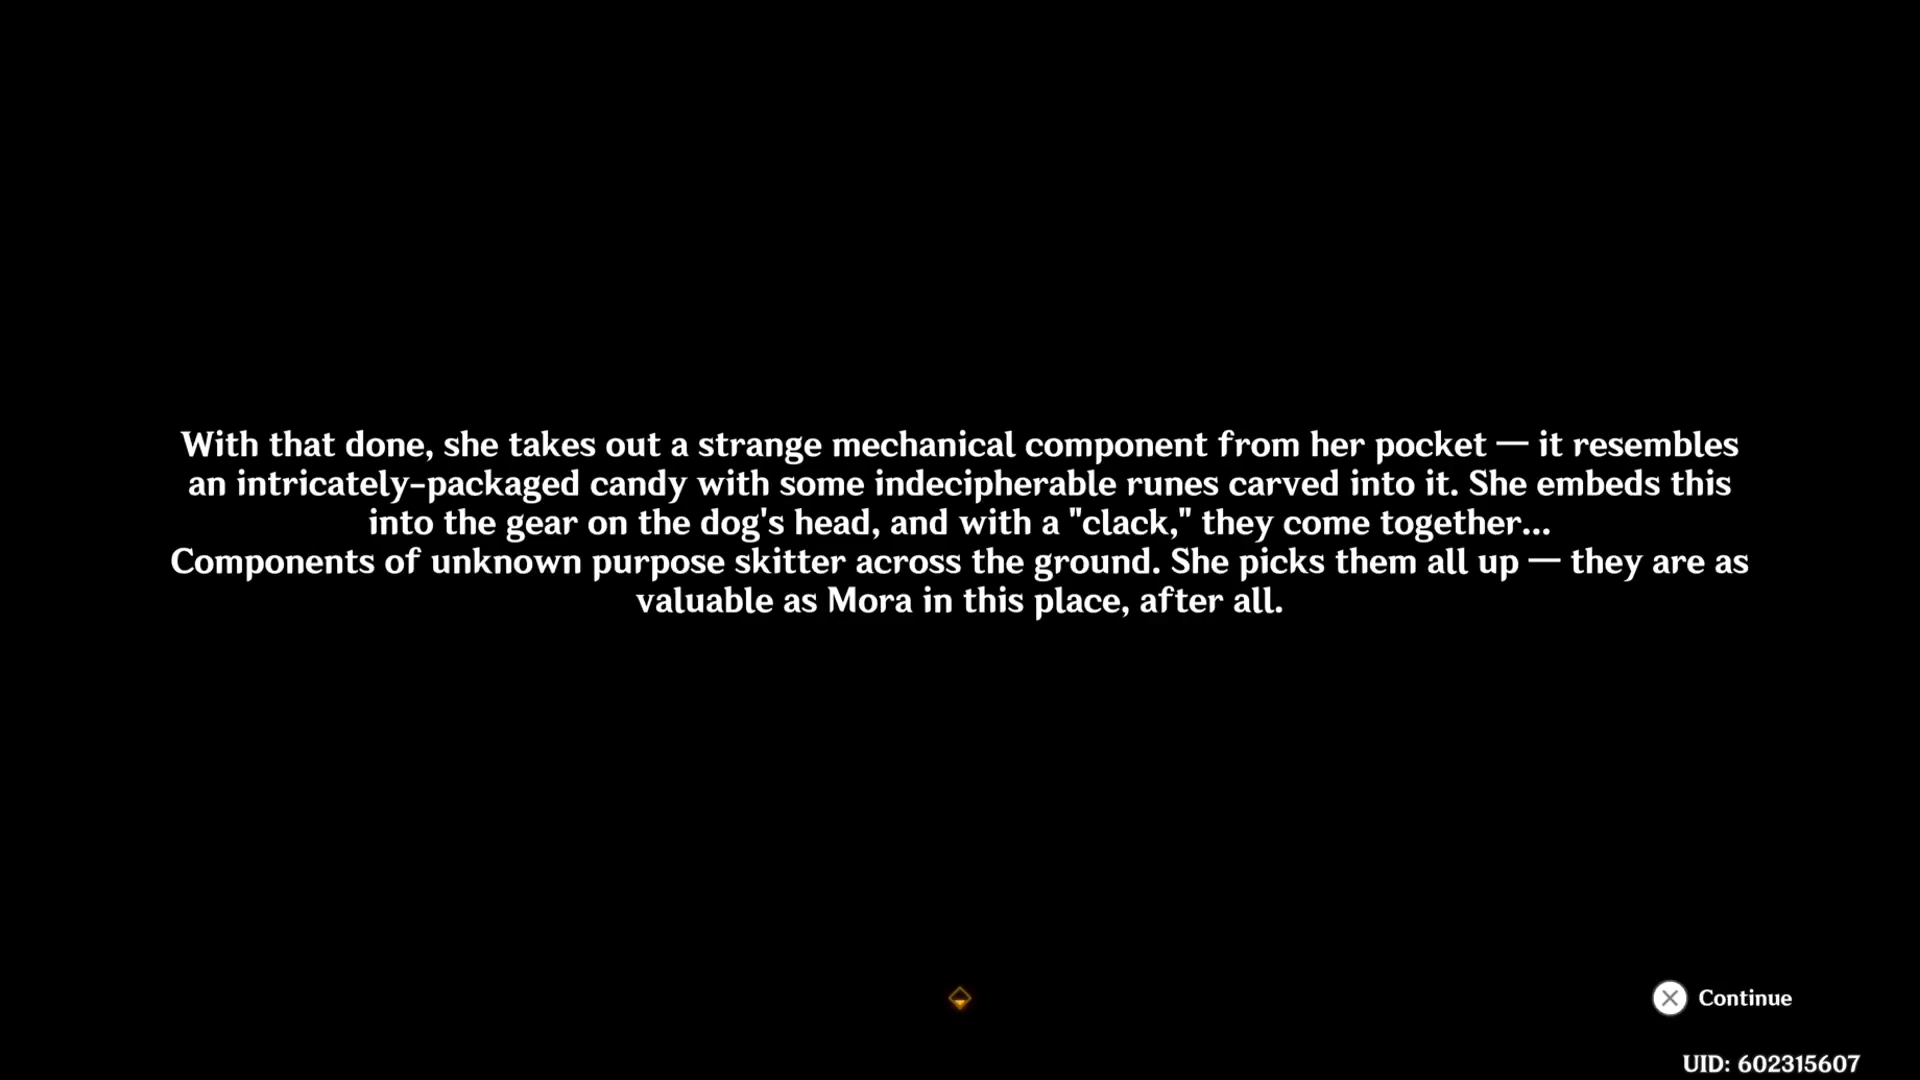 With that done, she takes out a strange mechanical component from her pocket — it resembles
an intricately-packaged candy with some indecipherable runes carved into it. She embeds this
into the gear on the dog's head, and with a "clack," they come together...
Components of unknown purpose skitter across the ground. She picks them all up — they are as
valuable as Mora in this place, after all.
Continue
UID: 602315607